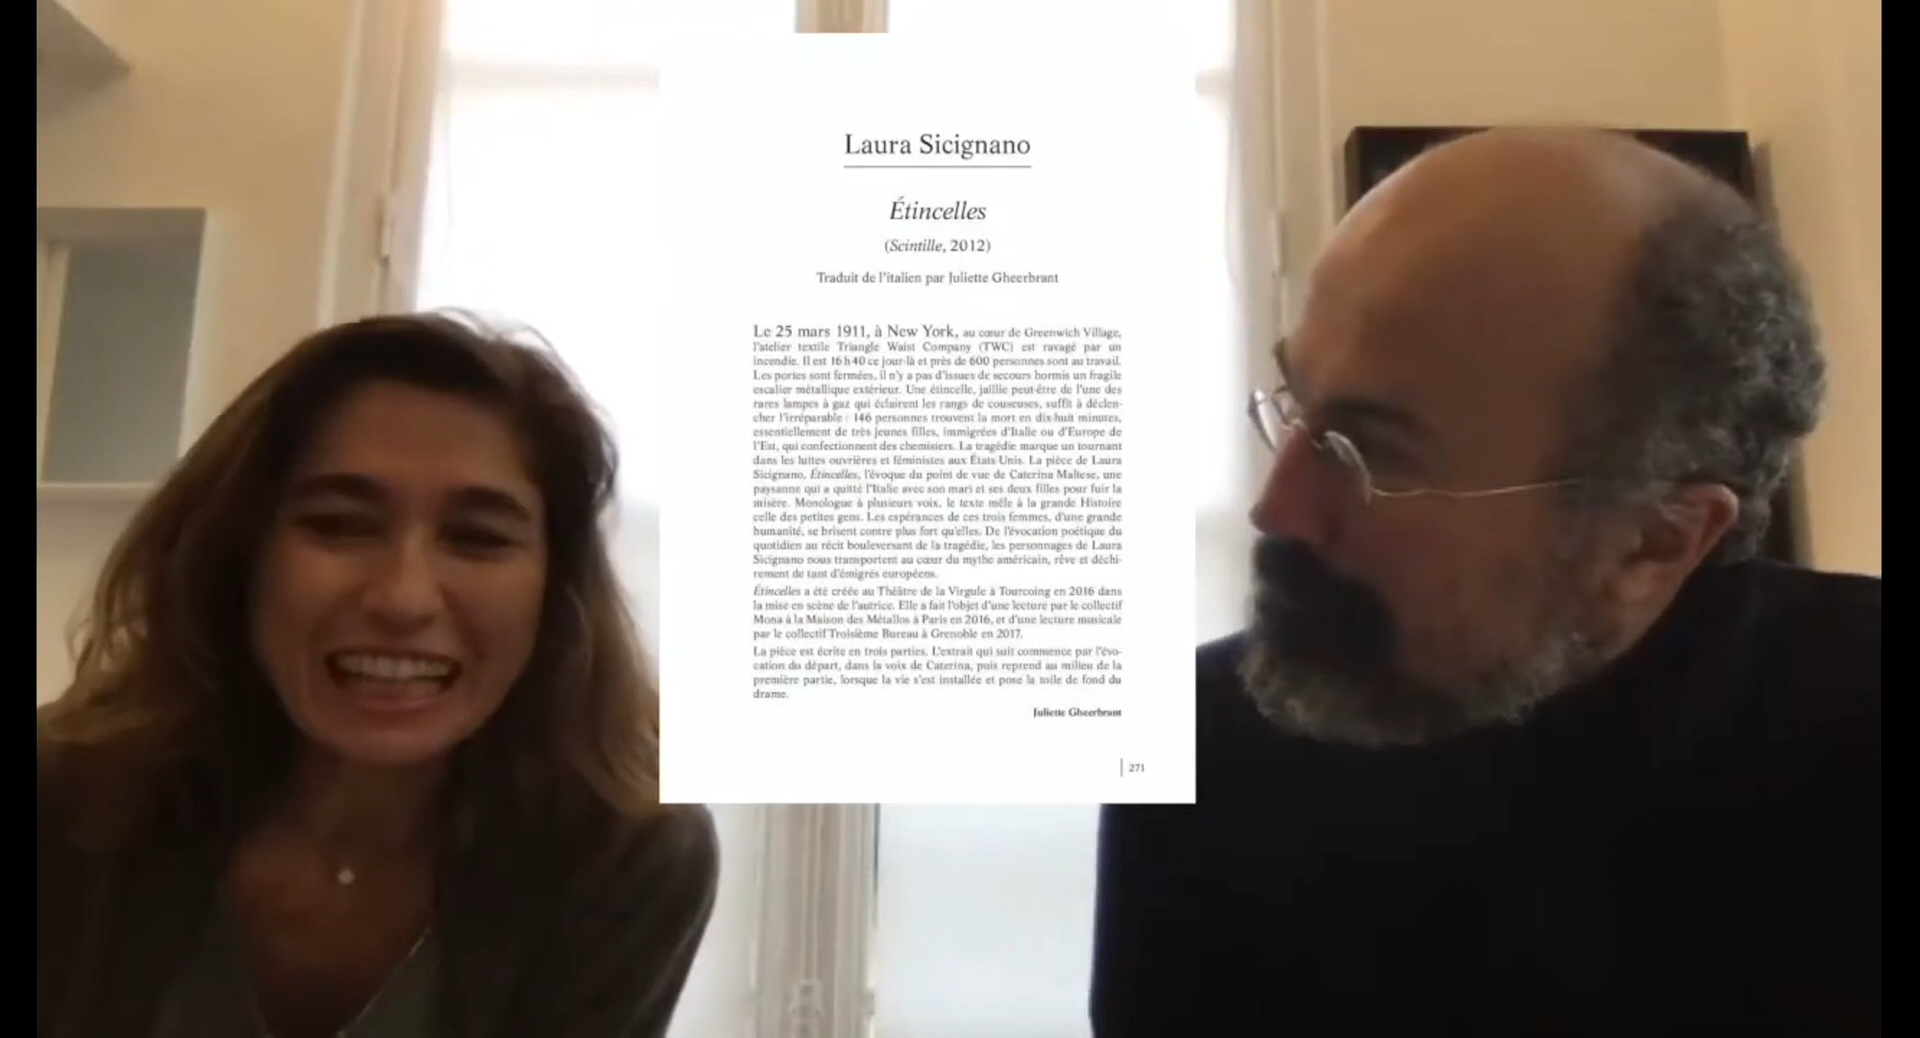 Laura Sicignano
Étincelles
(Scintille, 2012)
Traduit de l'italien par Juliette Gheerbrant
Le 25 mars 1911, à New York, au cœur de Greenwich Village,
l'atelier textile Triangle Waist Company (TWC) est ravagé par un
incendie. Il est 16 h 40 ce jour-là et près de 600 personnes sont au travail.
Les portes sont fermées, il n'y a pas d'issues de secours hormis un fragile
escalier métallique extérieur. Une étincelle, jaillie peut-être de l'une des
rares lampes à gaz qui éclairent les rangs de couseuses, suffit à déclen-
cher l'irréparable : 146 personnes trouvent la mort en dix-huit minutes,
essentiellement de très jeunes filles, immigrées d'Italie ou d'Europe de
l'Est, qui confectionnent des chemisiers. La tragédie marque un tournant
dans les luttes ouvrières et féministes aux États-Unis. La pièce de Laura
Sicignano, Étincelles, l'évoque du point de vue de Caterina Maltese, une
paysanne qui a quitté l'Italie avec son mari et ses deux filles pour fuir la
misère. Monologue à plusieurs voix, le texte mêle à la grande Histoire
celle des petites gens. Les espérances de ces trois femmes, d'une grande
humanité, se brisent contre plus fort qu'elles. De l'évocation poétique du
quotidien au récit bouleversant de la tragédie, les personnages de Laura
Sicignano nous transportent au cœur du mythe américain, rêve et déchi-
rement de tant d'émigrés européens.
Étincelles a été créée au Théâtre de la Virgule à Tourcoing en 2016 dans
la mise en scène de l'autrice. Elle a fait l'objet d'une lecture par le collectif
Mona à la Maison des Métallos à Paris en 2016, et d'une lecture musicale
par le collectif Troisième Bureau à Grenoble en 2017.
La pièce est écrite en trois parties. L'extrait qui suit commence par l'évo-
cation du départ, dans la voix de Caterina, puis reprend au milieu de la
première partie, lorsque la vie s'est installée et pose la toile de fond du
drame.
Juliette Gheerbrant
271